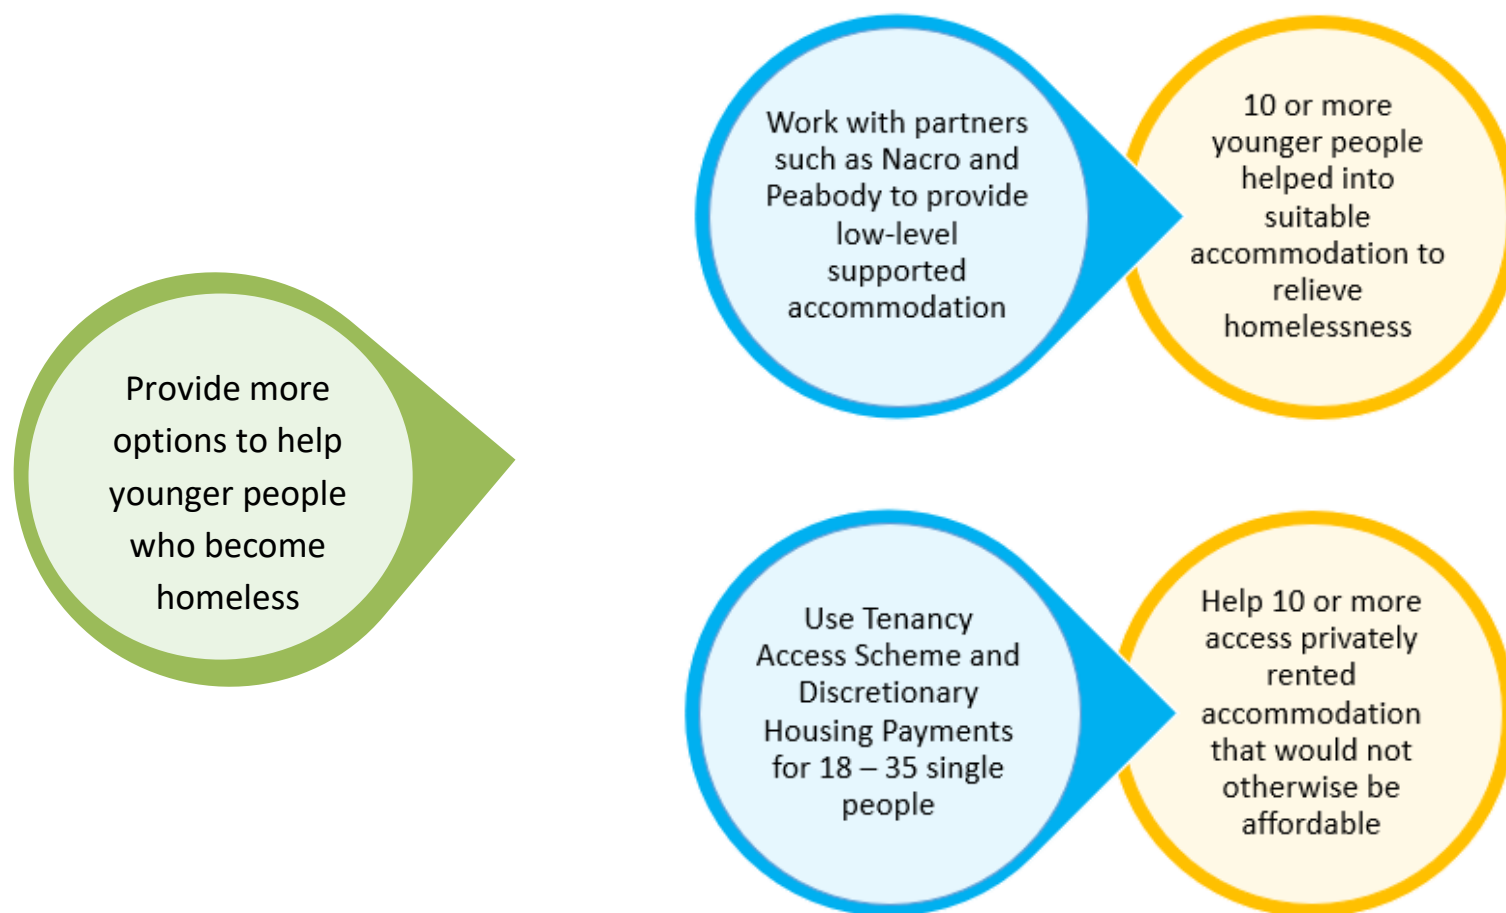 Provide more
options to help
younger people
who become
homeless
Work with partners
such as Nacro and
Peabody to provide
low-level
supported
accommodation
10 or more
younger people
helped into
suitable
accommodation to
relieve
homelessness
Use Tenancy
Access Scheme and
Discretionary
Housing Payments
for 18 – 35 single
people
Help 10 or more
access privately
rented
accommodation
that would not
otherwise be
affordable